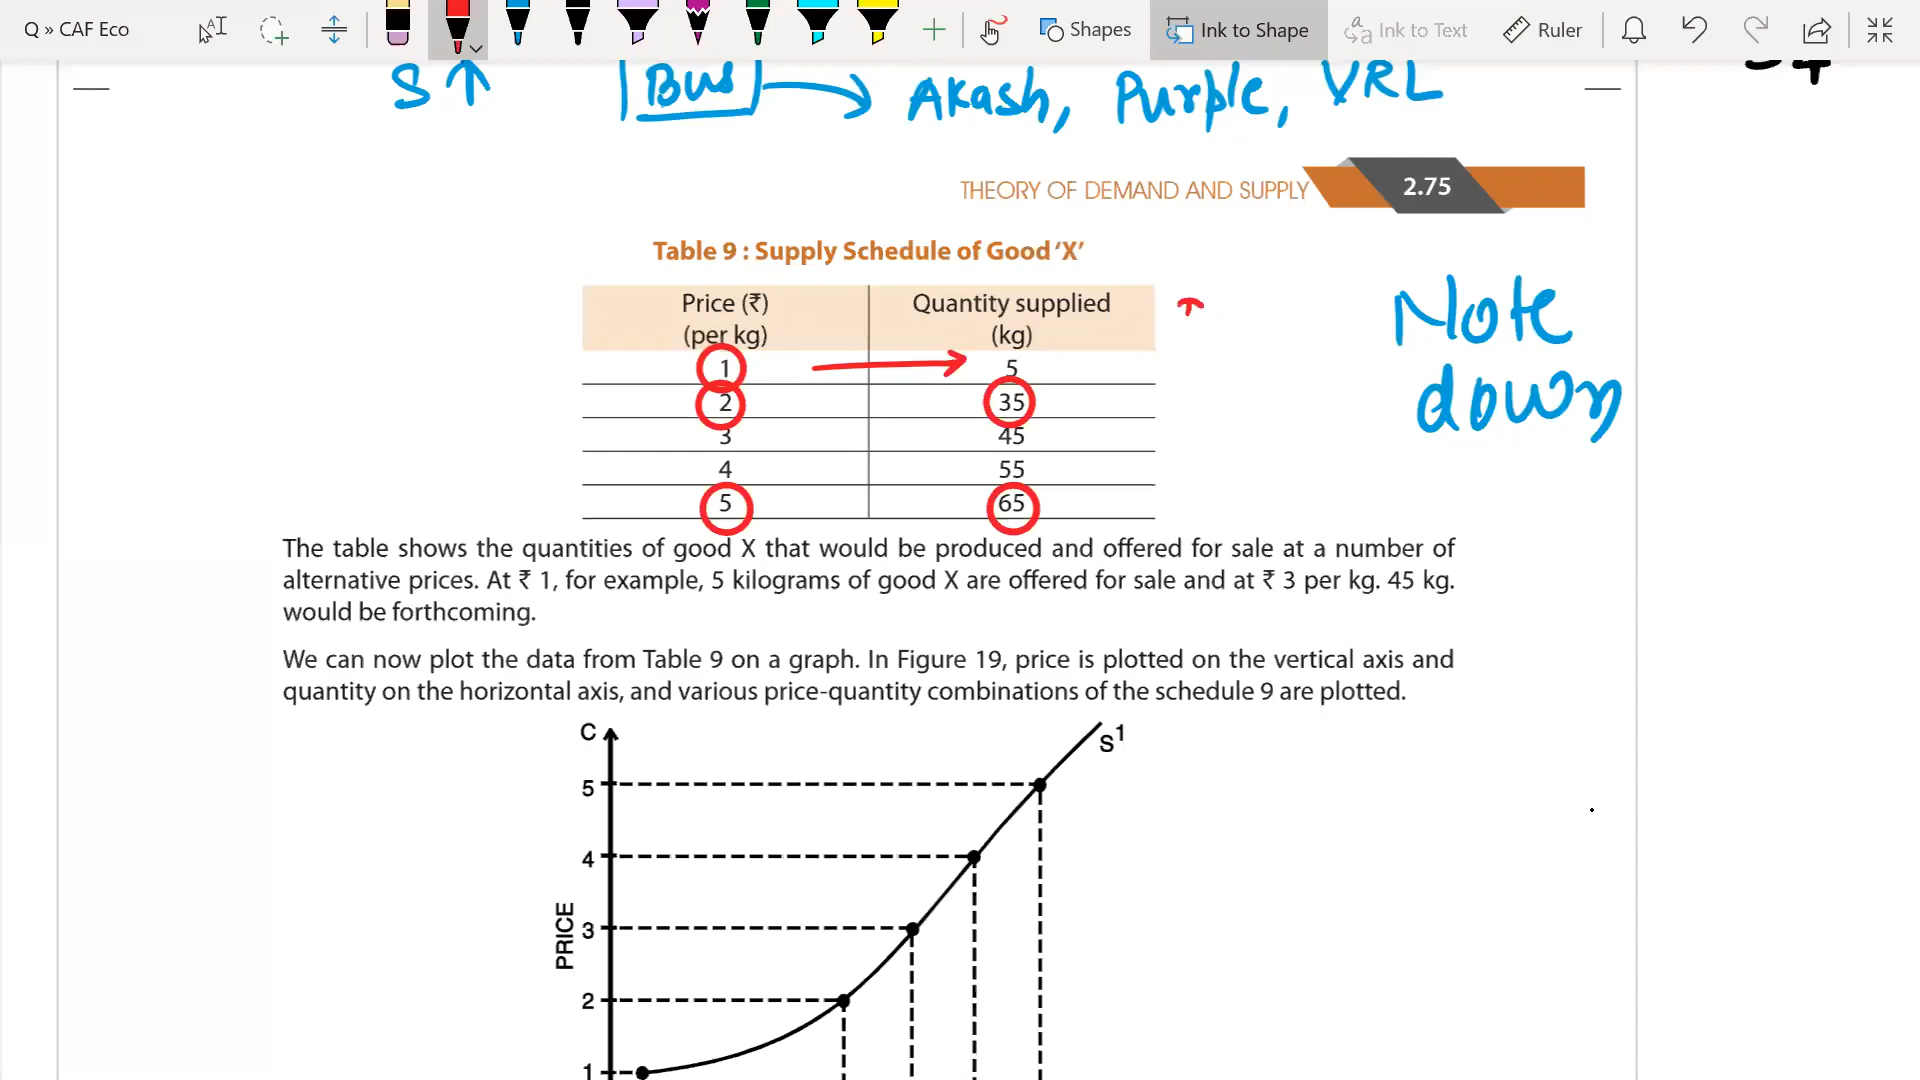 Q » CAF Eco
Shapes
Ink to Shape
Ink to Text
Ruler
S ↑ Bus → Akash, Purple, VRL
THEORY OF DEMAND AND SUPPLY 2.75
Table 9 : Supply Schedule of Good ‘X’
Price (₹) Quantity supplied
(per kg) (kg)
1 → 5
2 35
3 45
4 55
5 65
Note
down
The table shows the quantities of good X that would be produced and offered for sale at a number of
alternative prices. At ₹ 1, for example, 5 kilograms of good X are offered for sale and at ₹ 3 per kg. 45 kg.
would be forthcoming.
We can now plot the data from Table 9 on a graph. In Figure 19, price is plotted on the vertical axis and
quantity on the horizontal axis, and various price-quantity combinations of the schedule 9 are plotted.
C
S1
5
4
3
2
1
PRICE